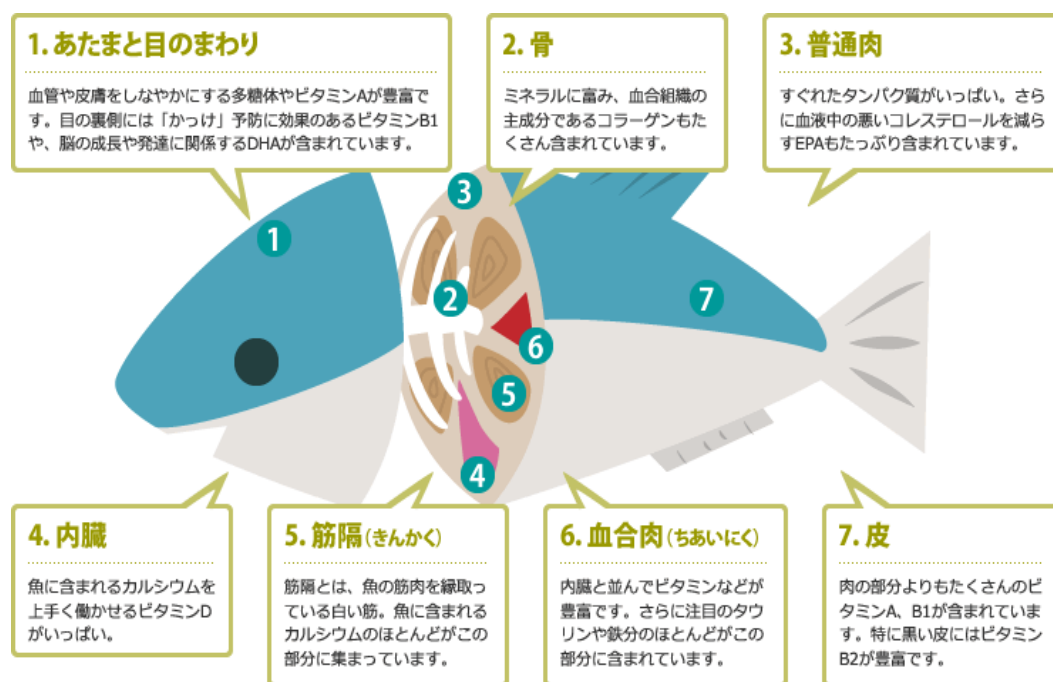 1. あたまと目のまわり
血管や皮膚をしなやかにする多糖体やビタミンAが豊富で
す。目の裏側には「かっけ」予防に効果のあるビタミンB1
や、脳の成長や発達に関係するDHAが含まれています。
2. 骨
ミネラルに富み、血合組織の
主成分であるコラーゲンもた
くさん含まれています。
3. 普通肉
すぐれたタンパク質がいっぱい。さら
に血液中の悪いコレステロールを減ら
すEPAもたっぷり含まれています。
3
1
2
7
6
5
4
4. 内臓
魚に含まれるカルシウムを
上手く働かせるビタミンD
がいっぱい。
5. 筋隔(きんかく)
筋隔とは、魚の筋肉を縁取っ
ている白い筋。魚に含まれる
カルシウムのほとんどがこの
部分に集まっています。
6. 血合肉(ちあいにく)
内臓と並んでビタミンなどが
豊富です。さらに注目のタウ
リンや鉄分のほとんどがこの
部分に含まれています。
7. 皮
肉の部分よりもたくさんのビ
タミンA、B1が含まれていま
す。特に黒い皮にはビタミン
B2が豊富です。